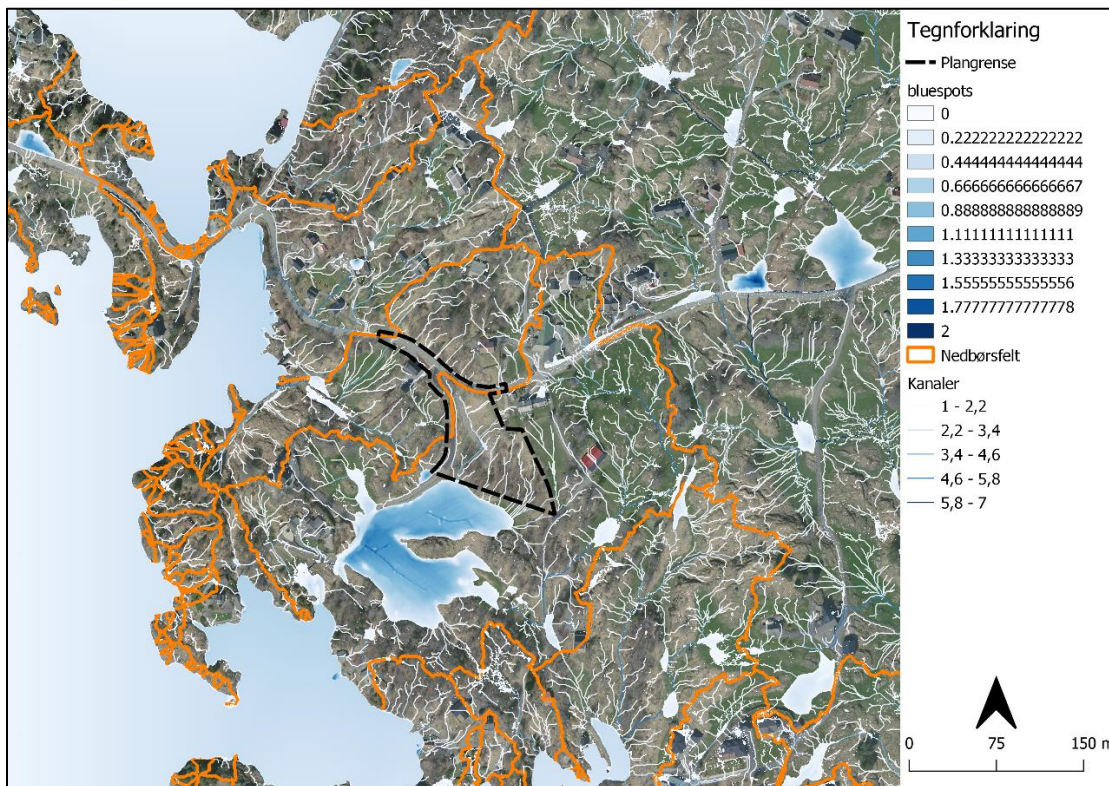 Tegnforklaring
Plangrense
bluespots
0
0.222222222222222
0.444444444444444
0.666666666666667
0.888888888888889
1.11111111111111
1.33333333333333
1.55555555555556
1.77777777777778
2
Nedbørsfelt
Kanaler
1 - 2,2
2,2 - 3,4
3,4 - 4,6
4,6 - 5,8
5,8 - 7
0 75 150 m